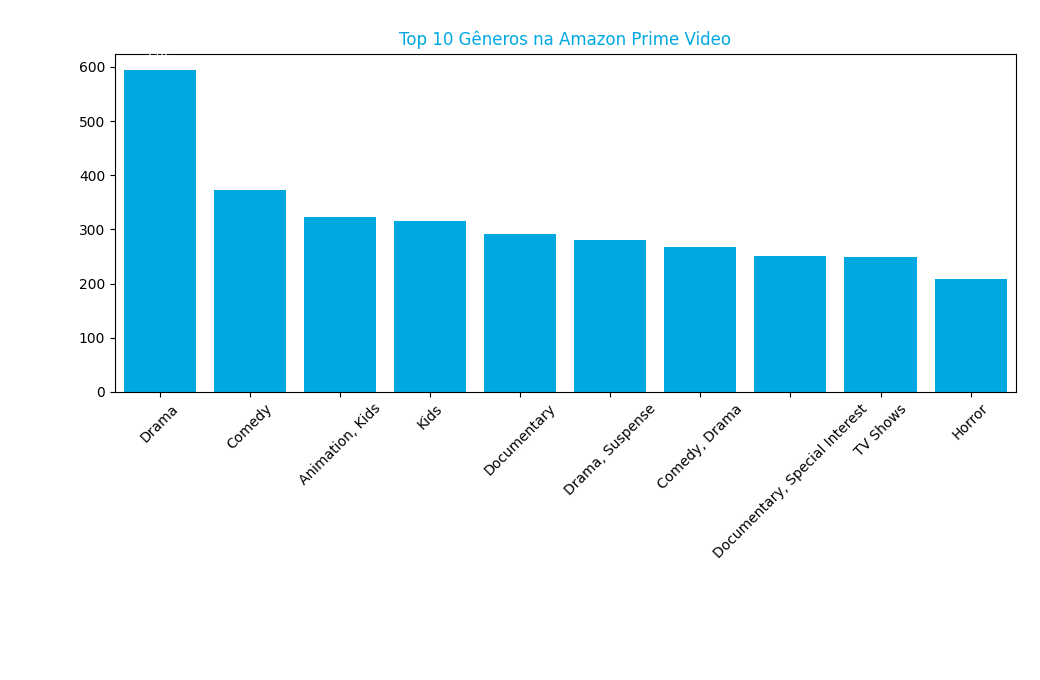 Top 10 Gêneros na Amazon Prime Video
600
500
400
300
200
100
0
Drama
Comedy
Animation, Kids
Kids
Documentary
Drama, Suspense
Comedy, Drama
Documentary, Special Interest
TV Shows
Horror